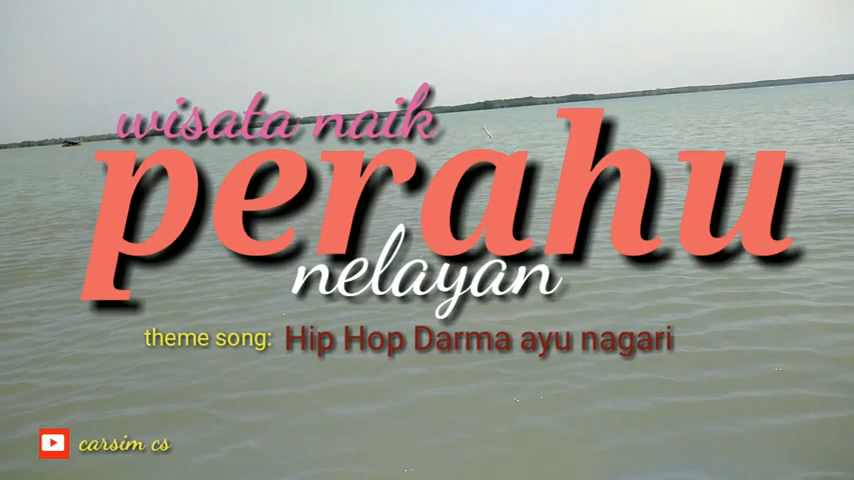 wisata naik
perahu
nelayan
theme song: Hip Hop Darma ayu nagari
carsim cs